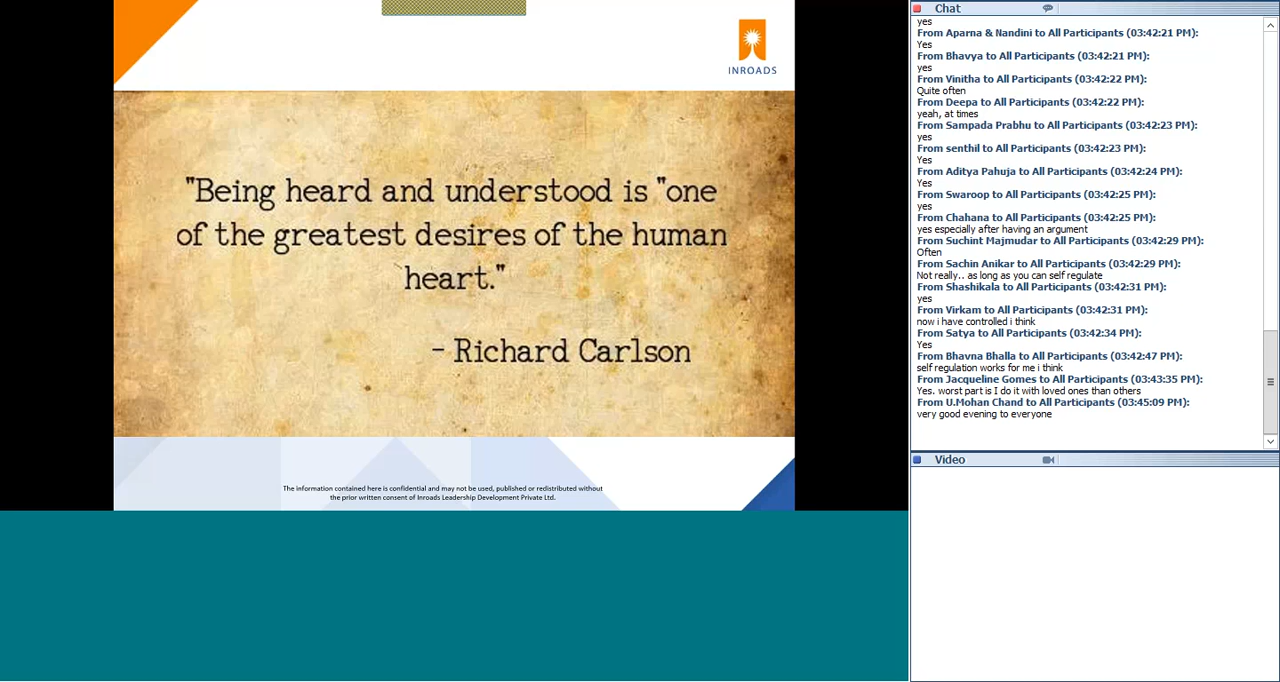 INROADS
"Being heard and understood is "one
of the greatest desires of the human
heart."
- Richard Carlson
The information contained here is confidential and may not be used, published or redistributed without
the prior written consent of Inroads Leadership Development Private Ltd.
Chat
yes
From Aparna & Nandini to All Participants (03:42:21 PM):
Yes
From Bhavya to All Participants (03:42:21 PM):
yes
From Vinitha to All Participants (03:42:22 PM):
Quite often
From Deepa to All Participants (03:42:22 PM):
yeah, at times
From Sampada Prabhu to All Participants (03:42:23 PM):
yes
From senthil to All Participants (03:42:23 PM):
Yes
From Aditya Pahuja to All Participants (03:42:24 PM):
Yes
From Swaroop to All Participants (03:42:25 PM):
yes
From Chahana to All Participants (03:42:25 PM):
yes especially after having an argument
From Suchint Majmudar to All Participants (03:42:29 PM):
Often
From Sachin Anikar to All Participants (03:42:29 PM):
Not really.. as long as you can self regulate
From Shashikala to All Participants (03:42:31 PM):
yes
From Virkam to All Participants (03:42:31 PM):
now i have controlled i think
From Satya to All Participants (03:42:34 PM):
Yes
From Bhavna Bhalla to All Participants (03:42:47 PM):
self regulation works for me i think
From Jacqueline Gomes to All Participants (03:43:35 PM):
Yes. worst part is I do it with loved ones than others
From U.Mohan Chand to All Participants (03:45:09 PM):
very good evening to everyone
Video